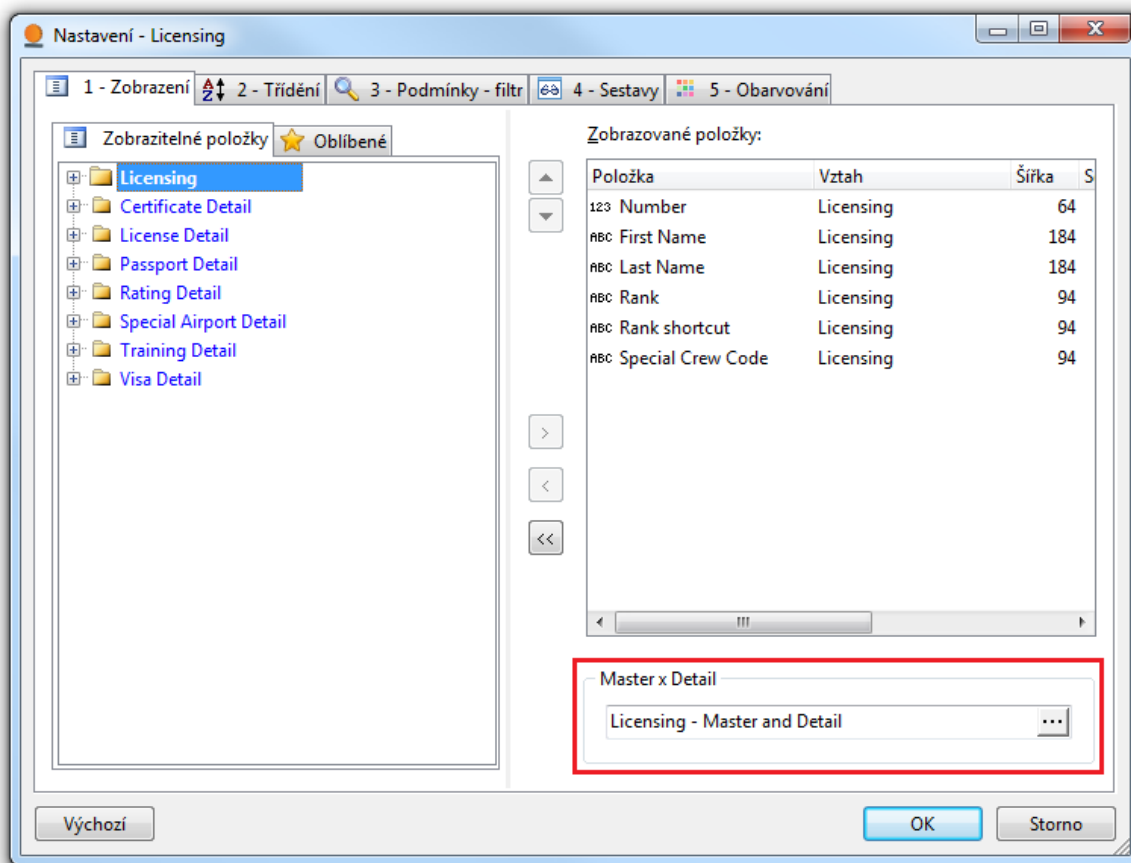 Nastavení - Licensing
1 - Zobrazení 2 - Třídění 3 - Podmínky - filtr 4 - Sestavy 5 - Obarvování
Zobrazitelné položky Oblíbené
Licensing
Certificate Detail
License Detail
Passport Detail
Rating Detail
Special Airport Detail
Training Detail
Visa Detail
Zobrazované položky:
Položka Vztah Šířka S
123 Number Licensing 64
ABC First Name Licensing 184
ABC Last Name Licensing 184
ABC Rank Licensing 94
ABC Rank shortcut Licensing 94
ABC Special Crew Code Licensing 94
Master x Detail
Licensing - Master and Detail ...
Výchozí OK Storno